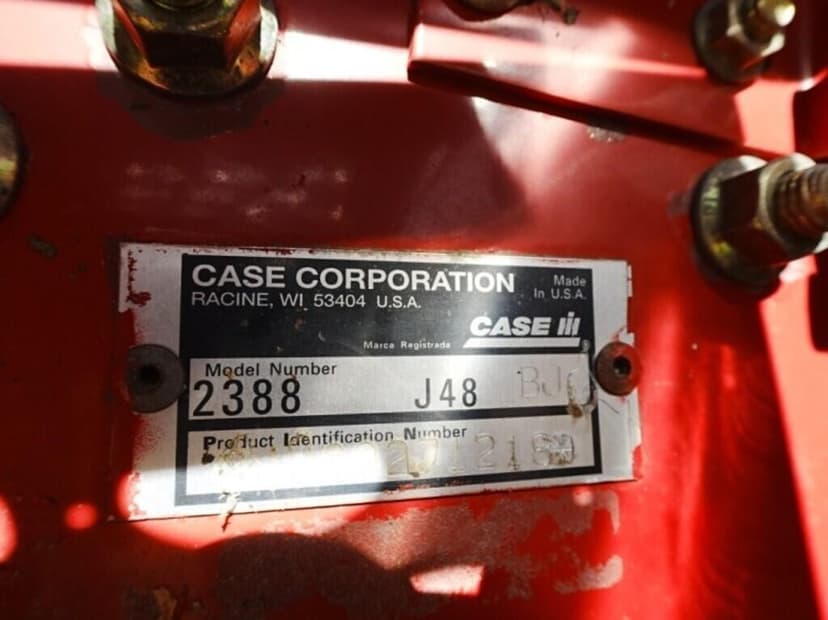 CASE CORPORATION
RACINE, WI 53404 U.S.A.
Made
In U.S.A.
CASE IH
Marca Registrada
®
Model Number
2388 J48
Product Identification Number